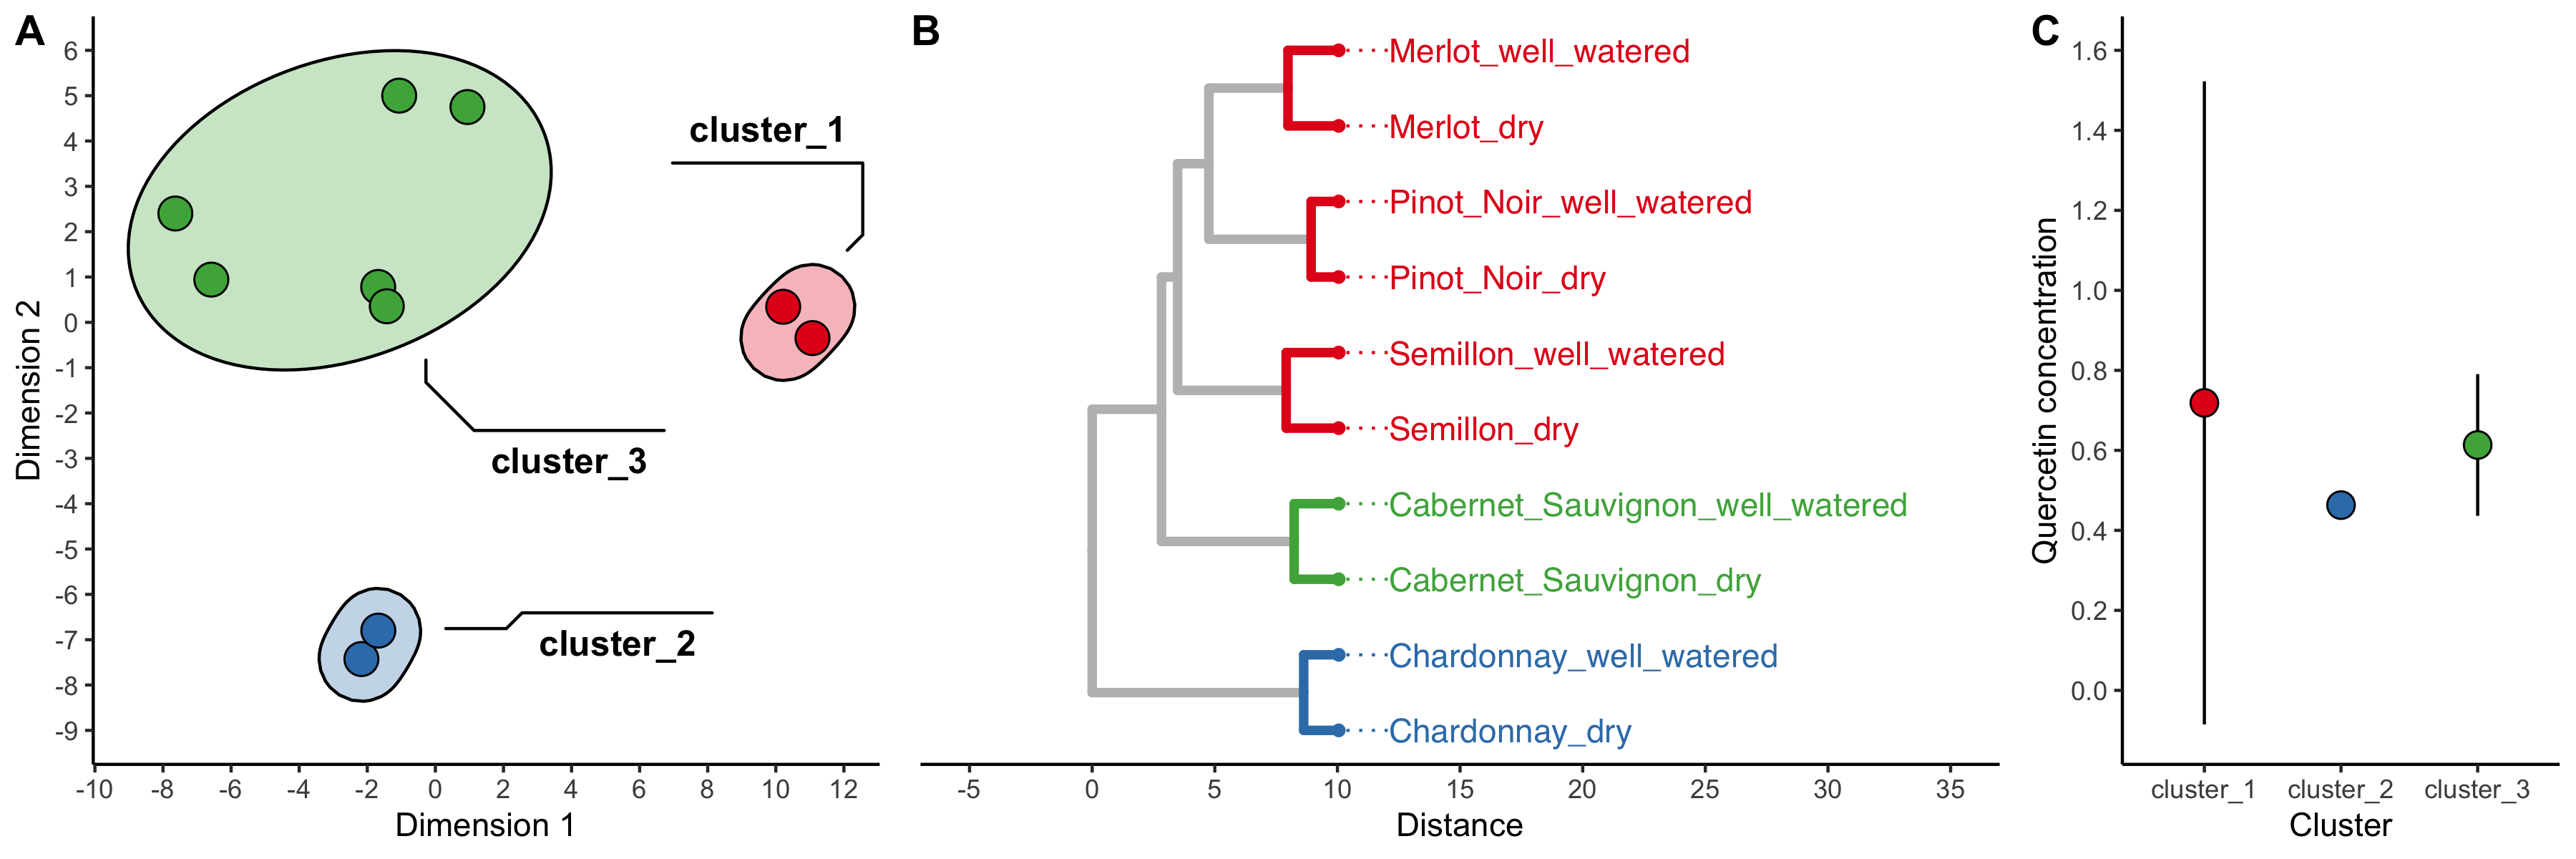 A
6
5
4
3
2
1
0
-1
-2
-3
-4
-5
-6
-7
-8
-9
Dimension 2
cluster_1
cluster_3
cluster_2
-10 -8 -6 -4 -2 0 2 4 6 8 10 12
Dimension 1
B
Merlot_well_watered
Merlot_dry
Pinot_Noir_well_watered
Pinot_Noir_dry
Semillon_well_watered
Semillon_dry
Cabernet_Sauvignon_well_watered
Cabernet_Sauvignon_dry
Chardonnay_well_watered
Chardonnay_dry
-5 0 5 10 15 20 25 30 35
Distance
C
1.6
1.4
1.2
1.0
0.8
0.6
0.4
0.2
0.0
Quercetin concentration
cluster_1 cluster_2 cluster_3
Cluster